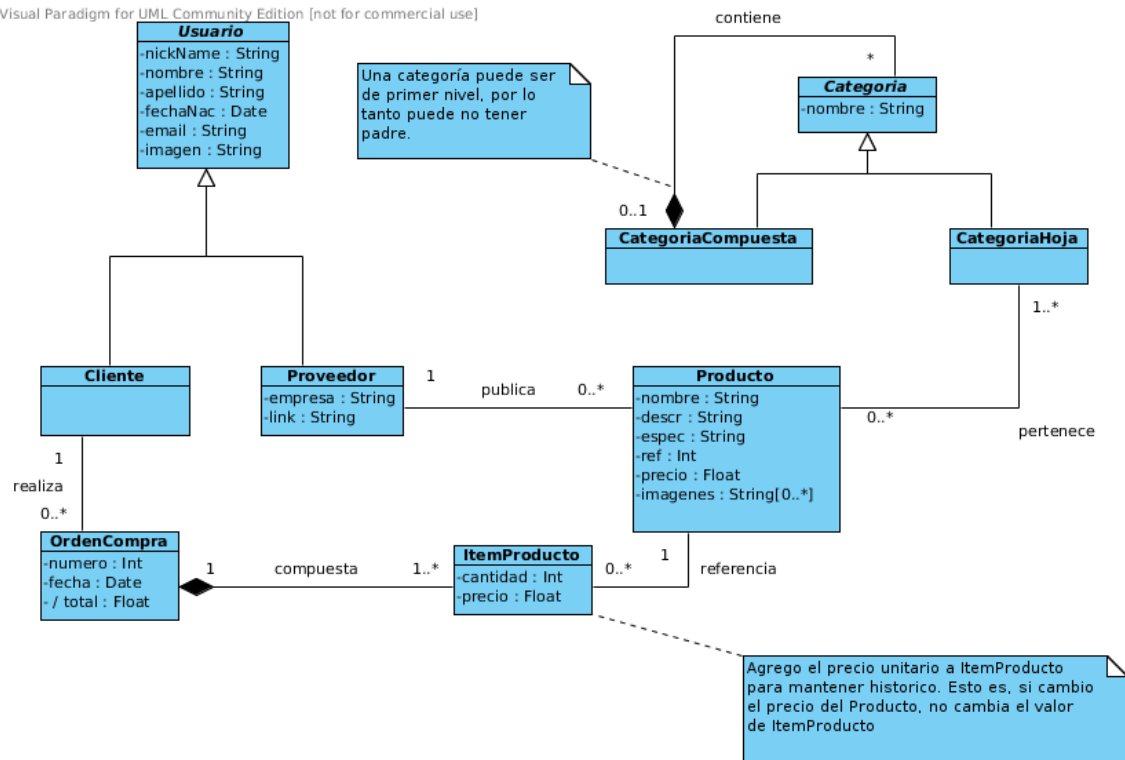 Visual Paradigm for UML Community Edition [not for commercial use]
Usuario
-nickName : String
-nombre : String
-apellido : String
-fechaNac : Date
-email : String
-imagen : String
Una categoría puede ser
de primer nivel, por lo
tanto puede no tener
padre.
contiene
*
Categoria
-nombre : String
0..1
CategoriaCompuesta
CategoriaHoja
1..*
Cliente
Proveedor
-empresa : String
-link : String
1
publica
0..*
Producto
-nombre : String
-descr : String
-espec : String
-ref : Int
-precio : Float
-imagenes : String[0..*]
0..*
pertenece
1
realiza
0..*
OrdenCompra
-numero : Int
-fecha : Date
- / total : Float
1
compuesta
1..*
ItemProducto
-cantidad : Int
-precio : Float
0..*
1
referencia
Agrego el precio unitario a ItemProducto
para mantener historico. Esto es, si cambio
el precio del Producto, no cambia el valor
de ItemProducto